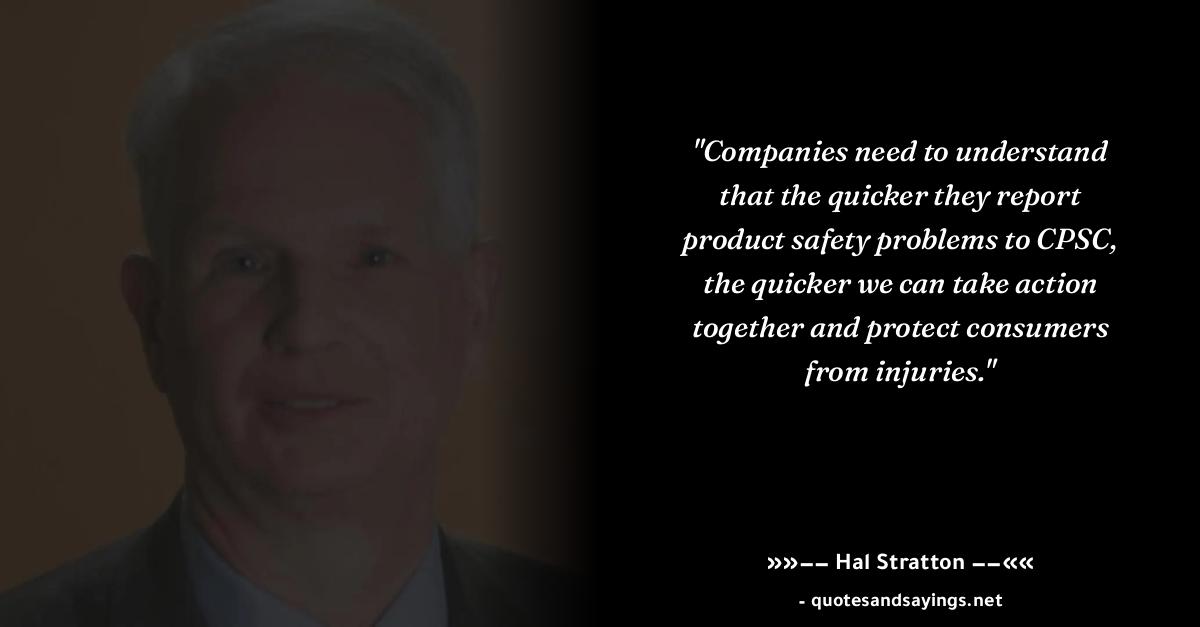 "Companies need to understand
that the quicker they report
product safety problems to CPSC,
the quicker we can take action
together and protect consumers
from injuries."
»»–– Hal Stratton ––««
- quotesandsayings.net